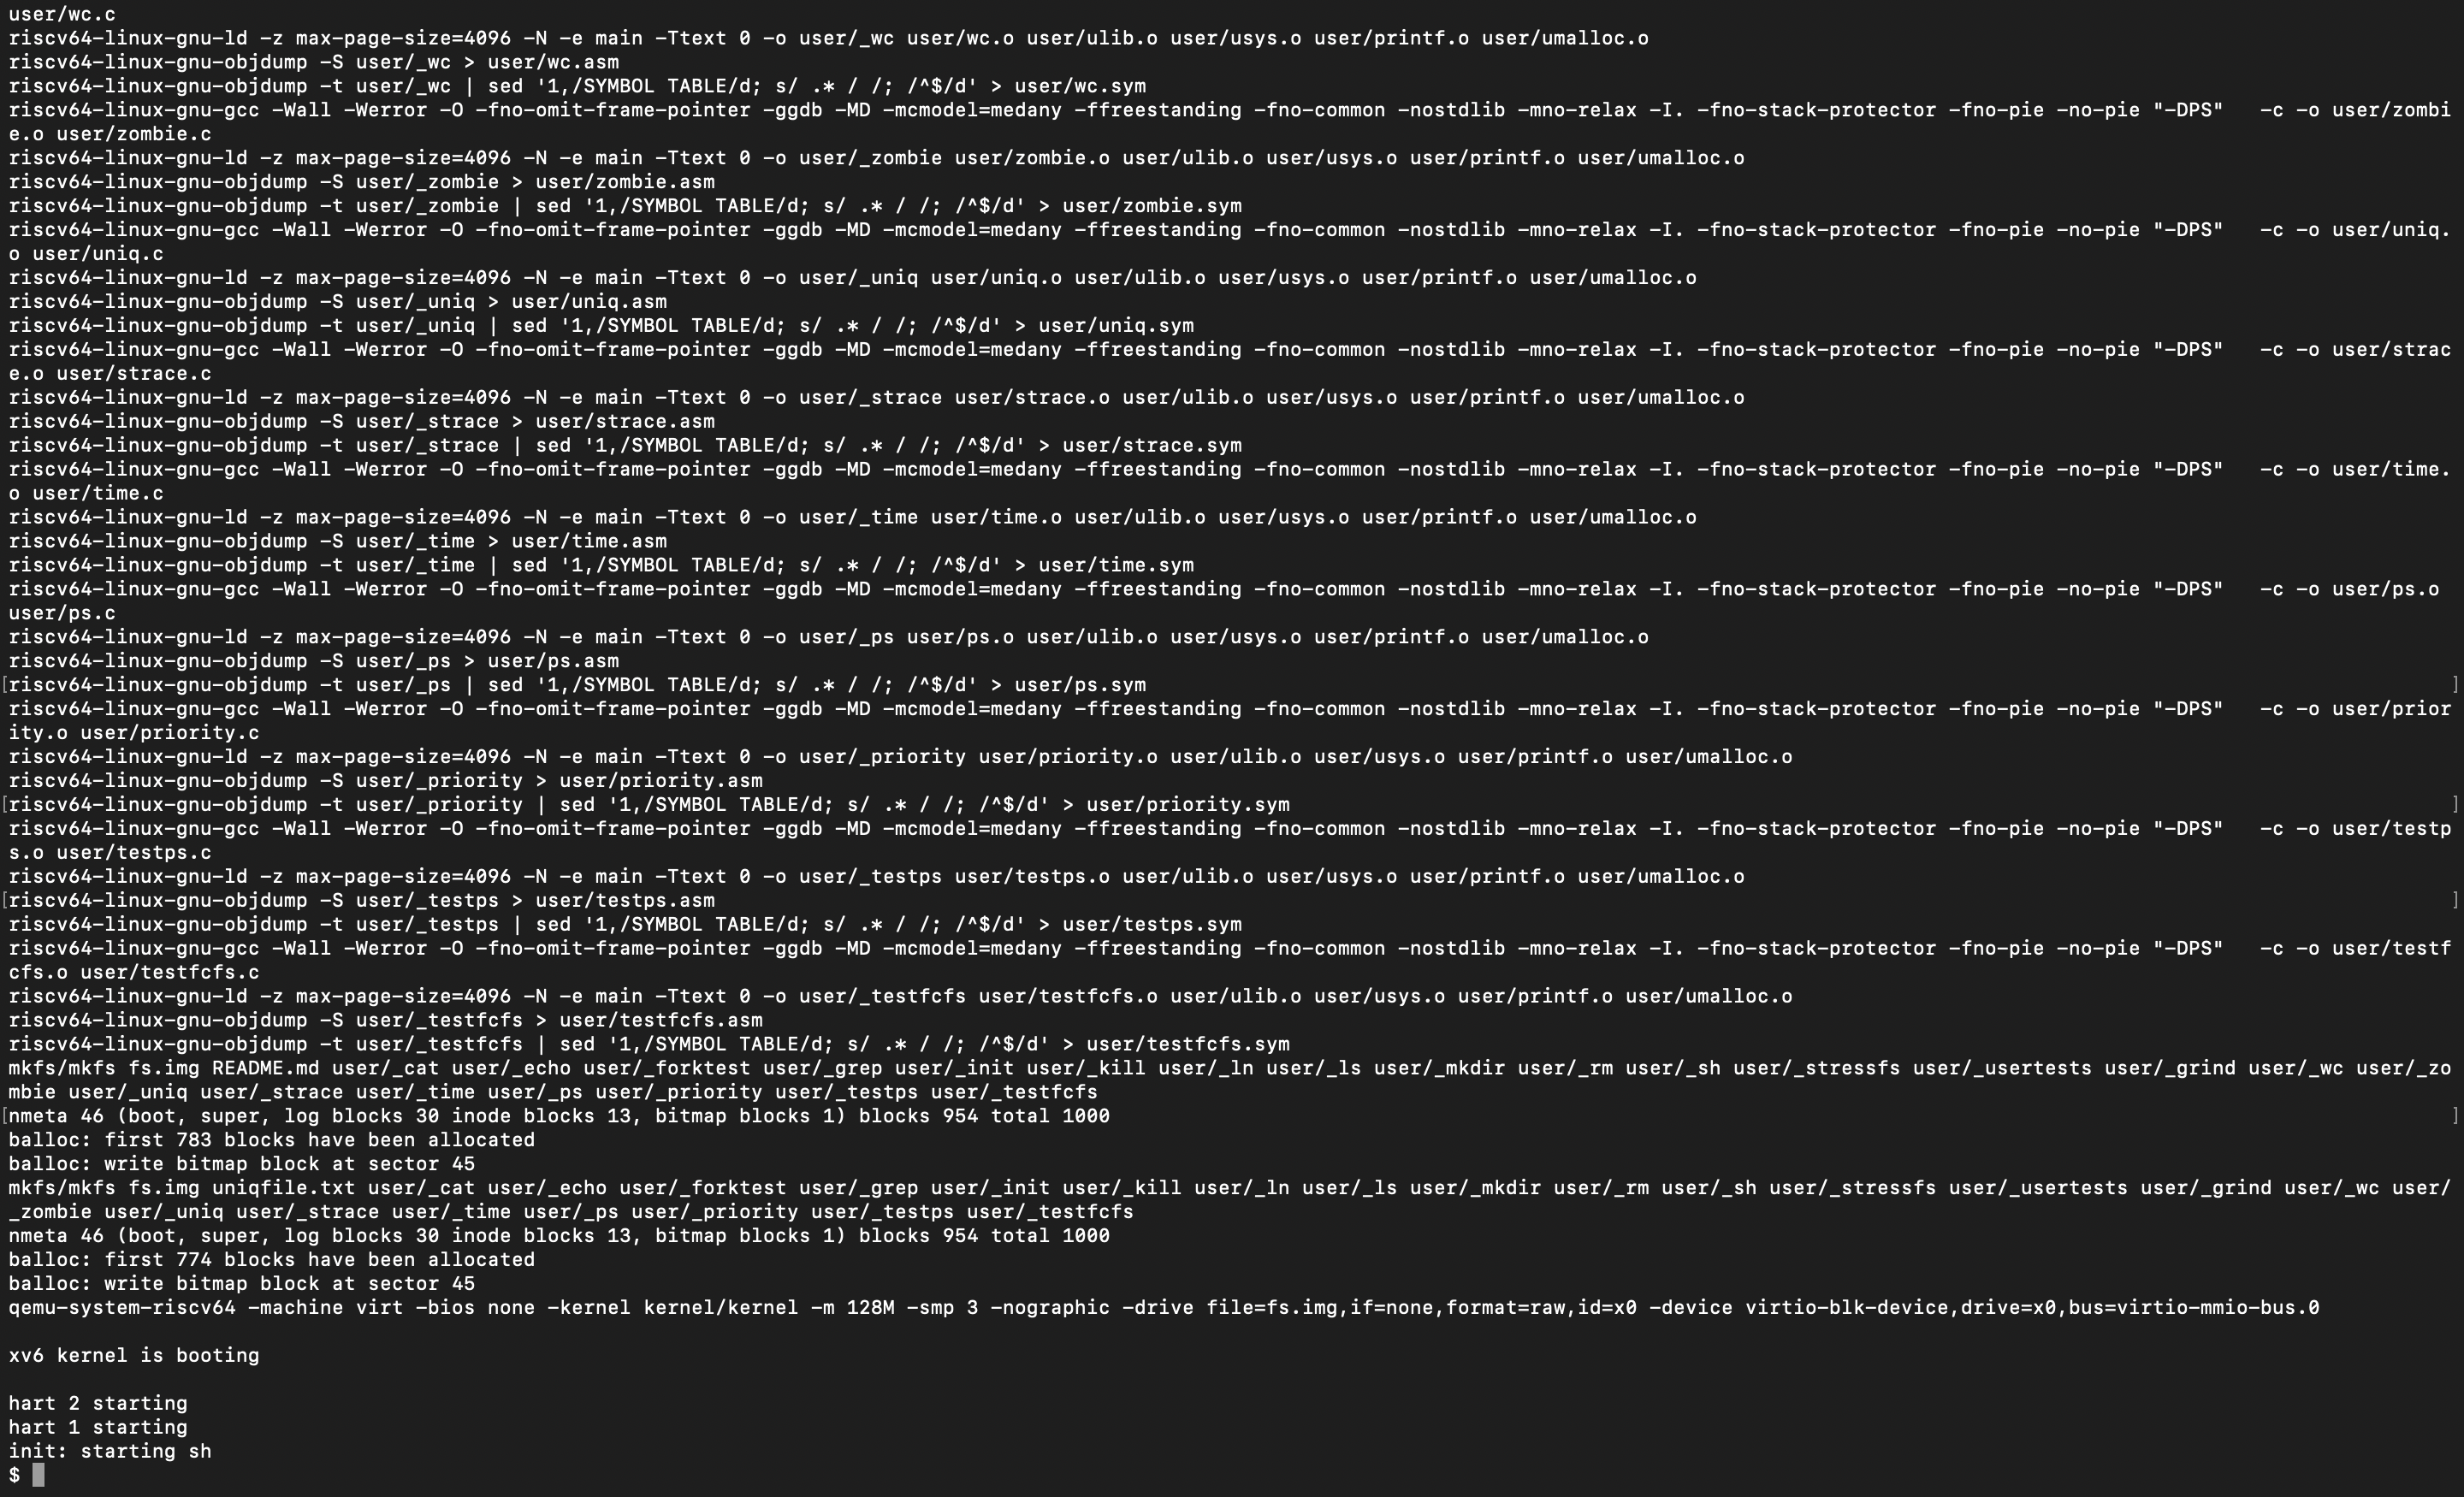 user/wc.c
riscv64-linux-gnu-ld -z max-page-size=4096 -N -e main -Ttext 0 -o user/_wc user/wc.o user/ulib.o user/usys.o user/printf.o user/umalloc.o
riscv64-linux-gnu-objdump -S user/_wc > user/wc.asm
riscv64-linux-gnu-objdump -t user/_wc | sed '1,/SYMBOL TABLE/d; s/ .* / /; /^$/d' > user/wc.sym
riscv64-linux-gnu-gcc -Wall -Werror -O -fno-omit-frame-pointer -ggdb -MD -mcmodel=medany -ffreestanding -fno-common -nostdlib -mno-relax -I. -fno-stack-protector -fno-pie -no-pie "-DPS"   -c -o user/zombi
e.o user/zombie.c
riscv64-linux-gnu-ld -z max-page-size=4096 -N -e main -Ttext 0 -o user/_zombie user/zombie.o user/ulib.o user/usys.o user/printf.o user/umalloc.o
riscv64-linux-gnu-objdump -S user/_zombie > user/zombie.asm
riscv64-linux-gnu-objdump -t user/_zombie | sed '1,/SYMBOL TABLE/d; s/ .* / /; /^$/d' > user/zombie.sym
riscv64-linux-gnu-gcc -Wall -Werror -O -fno-omit-frame-pointer -ggdb -MD -mcmodel=medany -ffreestanding -fno-common -nostdlib -mno-relax -I. -fno-stack-protector -fno-pie -no-pie "-DPS"   -c -o user/uniq.
o user/uniq.c
riscv64-linux-gnu-ld -z max-page-size=4096 -N -e main -Ttext 0 -o user/_uniq user/uniq.o user/ulib.o user/usys.o user/printf.o user/umalloc.o
riscv64-linux-gnu-objdump -S user/_uniq > user/uniq.asm
riscv64-linux-gnu-objdump -t user/_uniq | sed '1,/SYMBOL TABLE/d; s/ .* / /; /^$/d' > user/uniq.sym
riscv64-linux-gnu-gcc -Wall -Werror -O -fno-omit-frame-pointer -ggdb -MD -mcmodel=medany -ffreestanding -fno-common -nostdlib -mno-relax -I. -fno-stack-protector -fno-pie -no-pie "-DPS"   -c -o user/strac
e.o user/strace.c
riscv64-linux-gnu-ld -z max-page-size=4096 -N -e main -Ttext 0 -o user/_strace user/strace.o user/ulib.o user/usys.o user/printf.o user/umalloc.o
riscv64-linux-gnu-objdump -S user/_strace > user/strace.asm
riscv64-linux-gnu-objdump -t user/_strace | sed '1,/SYMBOL TABLE/d; s/ .* / /; /^$/d' > user/strace.sym
riscv64-linux-gnu-gcc -Wall -Werror -O -fno-omit-frame-pointer -ggdb -MD -mcmodel=medany -ffreestanding -fno-common -nostdlib -mno-relax -I. -fno-stack-protector -fno-pie -no-pie "-DPS"   -c -o user/time.
o user/time.c
riscv64-linux-gnu-ld -z max-page-size=4096 -N -e main -Ttext 0 -o user/_time user/time.o user/ulib.o user/usys.o user/printf.o user/umalloc.o
riscv64-linux-gnu-objdump -S user/_time > user/time.asm
riscv64-linux-gnu-objdump -t user/_time | sed '1,/SYMBOL TABLE/d; s/ .* / /; /^$/d' > user/time.sym
riscv64-linux-gnu-gcc -Wall -Werror -O -fno-omit-frame-pointer -ggdb -MD -mcmodel=medany -ffreestanding -fno-common -nostdlib -mno-relax -I. -fno-stack-protector -fno-pie -no-pie "-DPS"   -c -o user/ps.o
user/ps.c
riscv64-linux-gnu-ld -z max-page-size=4096 -N -e main -Ttext 0 -o user/_ps user/ps.o user/ulib.o user/usys.o user/printf.o user/umalloc.o
riscv64-linux-gnu-objdump -S user/_ps > user/ps.asm
[riscv64-linux-gnu-objdump -t user/_ps | sed '1,/SYMBOL TABLE/d; s/ .* / /; /^$/d' > user/ps.sym ]
riscv64-linux-gnu-gcc -Wall -Werror -O -fno-omit-frame-pointer -ggdb -MD -mcmodel=medany -ffreestanding -fno-common -nostdlib -mno-relax -I. -fno-stack-protector -fno-pie -no-pie "-DPS"   -c -o user/prior
ity.o user/priority.c
riscv64-linux-gnu-ld -z max-page-size=4096 -N -e main -Ttext 0 -o user/_priority user/priority.o user/ulib.o user/usys.o user/printf.o user/umalloc.o
riscv64-linux-gnu-objdump -S user/_priority > user/priority.asm
[riscv64-linux-gnu-objdump -t user/_priority | sed '1,/SYMBOL TABLE/d; s/ .* / /; /^$/d' > user/priority.sym ]
riscv64-linux-gnu-gcc -Wall -Werror -O -fno-omit-frame-pointer -ggdb -MD -mcmodel=medany -ffreestanding -fno-common -nostdlib -mno-relax -I. -fno-stack-protector -fno-pie -no-pie "-DPS"   -c -o user/testp
s.o user/testps.c
riscv64-linux-gnu-ld -z max-page-size=4096 -N -e main -Ttext 0 -o user/_testps user/testps.o user/ulib.o user/usys.o user/printf.o user/umalloc.o
[riscv64-linux-gnu-objdump -S user/_testps > user/testps.asm ]
riscv64-linux-gnu-objdump -t user/_testps | sed '1,/SYMBOL TABLE/d; s/ .* / /; /^$/d' > user/testps.sym
riscv64-linux-gnu-gcc -Wall -Werror -O -fno-omit-frame-pointer -ggdb -MD -mcmodel=medany -ffreestanding -fno-common -nostdlib -mno-relax -I. -fno-stack-protector -fno-pie -no-pie "-DPS"   -c -o user/testf
cfs.o user/testfcfs.c
riscv64-linux-gnu-ld -z max-page-size=4096 -N -e main -Ttext 0 -o user/_testfcfs user/testfcfs.o user/ulib.o user/usys.o user/printf.o user/umalloc.o
riscv64-linux-gnu-objdump -S user/_testfcfs > user/testfcfs.asm
riscv64-linux-gnu-objdump -t user/_testfcfs | sed '1,/SYMBOL TABLE/d; s/ .* / /; /^$/d' > user/testfcfs.sym
mkfs/mkfs fs.img README.md user/_cat user/_echo user/_forktest user/_grep user/_init user/_kill user/_ln user/_ls user/_mkdir user/_rm user/_sh user/_stressfs user/_usertests user/_grind user/_wc user/_zo
mbie user/_uniq user/_strace user/_time user/_ps user/_priority user/_testps user/_testfcfs
[nmeta 46 (boot, super, log blocks 30 inode blocks 13, bitmap blocks 1) blocks 954 total 1000 ]
balloc: first 783 blocks have been allocated
balloc: write bitmap block at sector 45
mkfs/mkfs fs.img uniqfile.txt user/_cat user/_echo user/_forktest user/_grep user/_init user/_kill user/_ln user/_ls user/_mkdir user/_rm user/_sh user/_stressfs user/_usertests user/_grind user/_wc user/
_zombie user/_uniq user/_strace user/_time user/_ps user/_priority user/_testps user/_testfcfs
nmeta 46 (boot, super, log blocks 30 inode blocks 13, bitmap blocks 1) blocks 954 total 1000
balloc: first 774 blocks have been allocated
balloc: write bitmap block at sector 45
qemu-system-riscv64 -machine virt -bios none -kernel kernel/kernel -m 128M -smp 3 -nographic -drive file=fs.img,if=none,format=raw,id=x0 -device virtio-blk-device,drive=x0,bus=virtio-mmio-bus.0
xv6 kernel is booting
hart 2 starting
hart 1 starting
init: starting sh
$